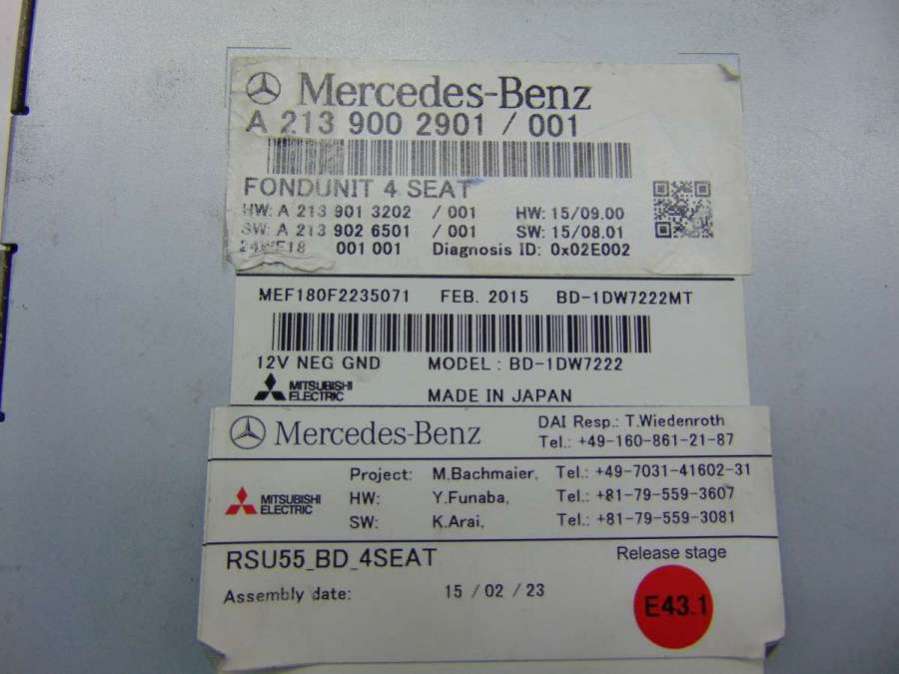 Mercedes-Benz
A 213 900 2901 / 001
FONDUNIT 4 SEAT
HW: A 213 901 3202 / 001 HW: 15/09.00
SW: A 213 902 6501 / 001 SW: 15/08.01
001 001 Diagnosis ID: 0x02E002
MEF180F2235071 FEB. 2015 BD-1DW7222MT
12V NEG GND MODEL : BD-1DW7222
MITSUBISHI
ELECTRIC
MADE IN JAPAN
Mercedes-Benz
DAI Resp.: T.Wiedenroth
Tel.: +49-160-861-21-87
MITSUBISHI
ELECTRIC
Project: M.Bachmaier, Tel.: +49-7031-41602-31
HW: Y.Funaba, Tel.: +81-79-559-3607
SW: K.Arai, Tel.: +81-79-559-3081
RSU55_BD_4SEAT
Release stage
Assembly date: 15 / 02 / 23
E43.1